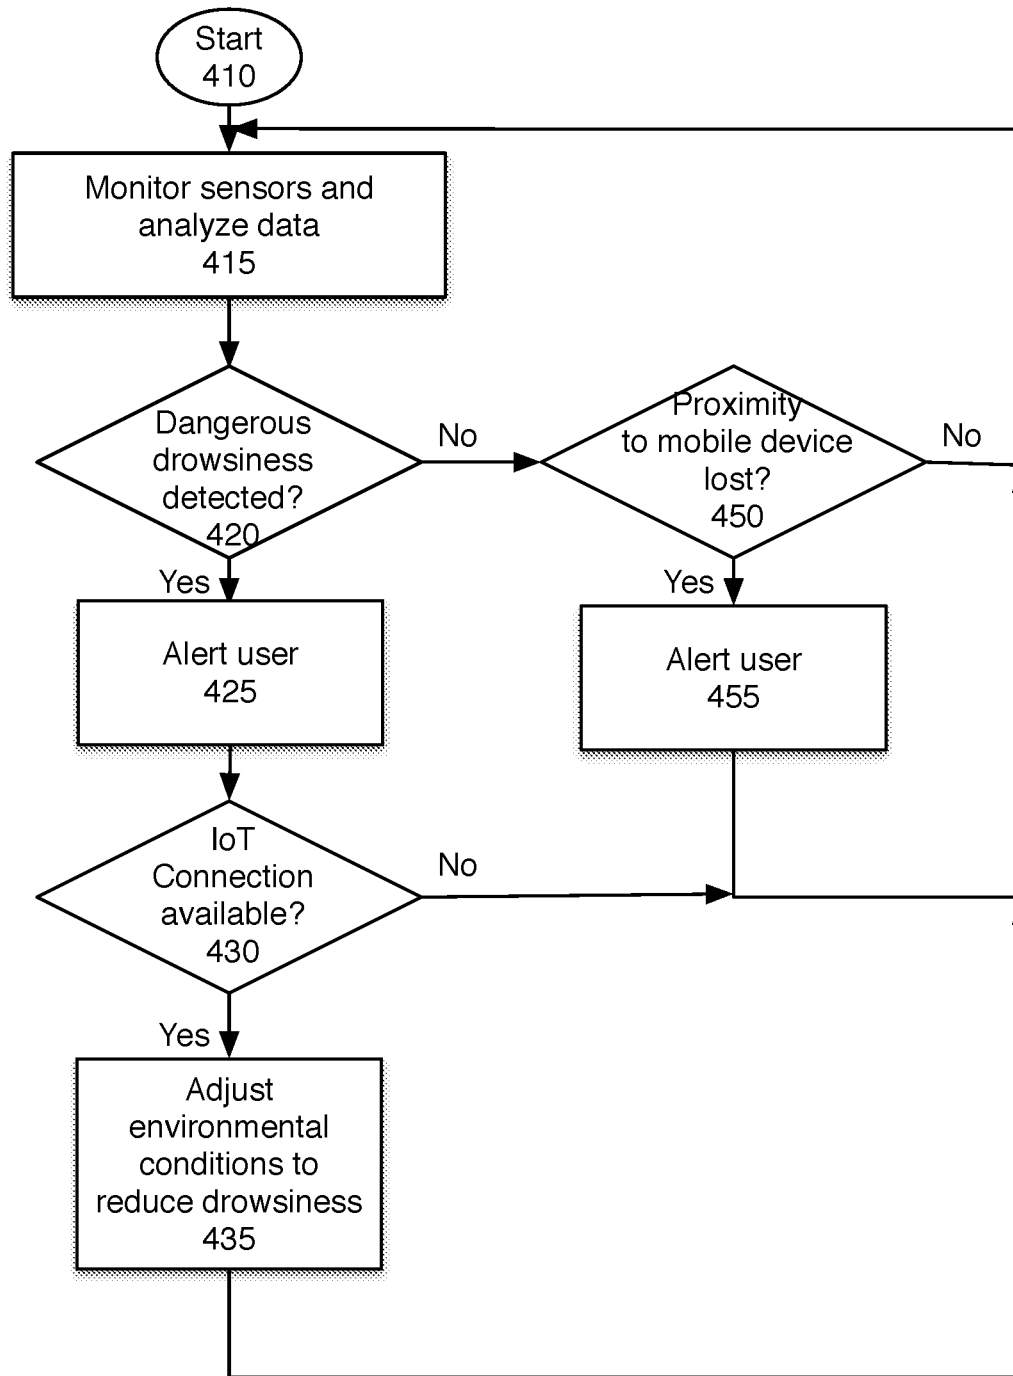 Start
410
Monitor sensors and
analyze data
415
Dangerous
drowsiness
detected?
420
No
Proximity
to mobile device
lost?
450
No
Yes
Alert user
425
Yes
Alert user
455
IoT
Connection
available?
430
No
Yes
Adjust
environmental
conditions to
reduce drowsiness
435